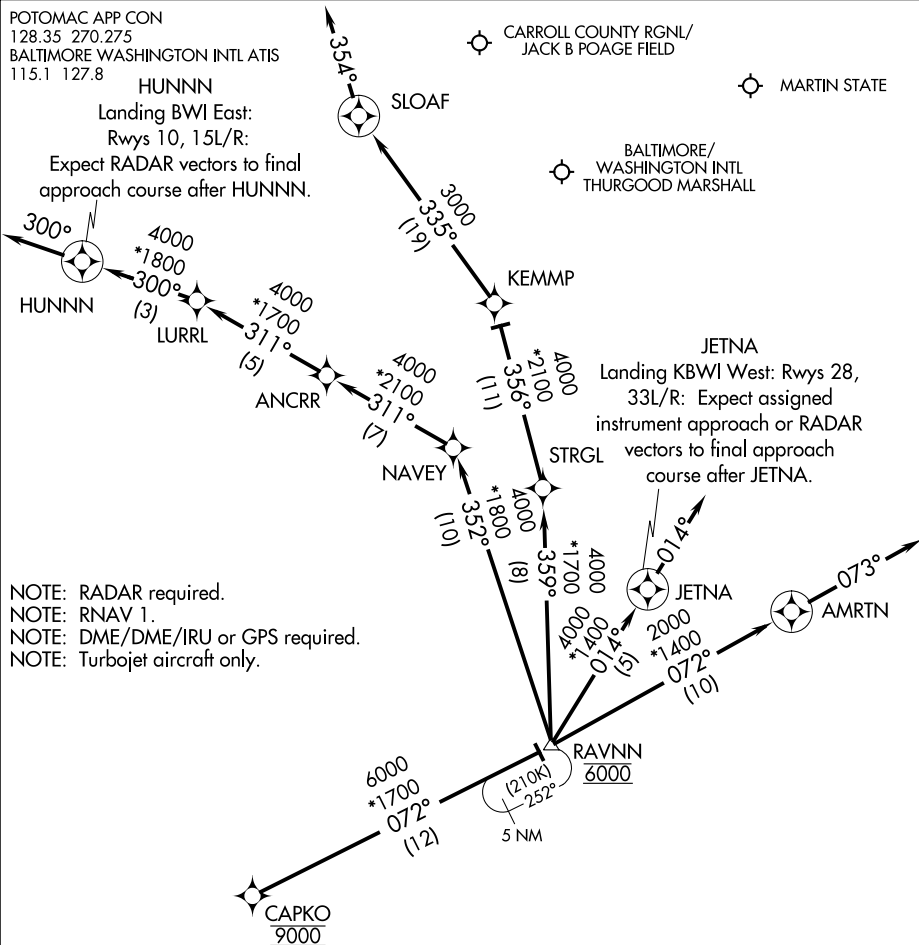 POTOMAC APP CON
128.35 270.275
BALTIMORE WASHINGTON INTL ATIS
115.1 127.8
HUNNN
Landing BWI East:
Rwys 10, 15L/R:
Expect RADAR vectors to final
approach course after HUNNN.
354°
SLOAF
CARROLL COUNTY RGNL/
JACK B POAGE FIELD
MARTIN STATE
BALTIMORE/
WASHINGTON INTL
THURGOOD MARSHALL
3000
335°
(19)
300°
HUNNN
4000
*1800
300°
(3)
LURRL
4000
*1700
311°
(5)
ANCRR
4000
*2100
311°
(7)
NAVEY
KEMMP
4000
*2100
356°
(11)
STRGL
JETNA
Landing KBWI West: Rwys 28,
33L/R: Expect assigned
instrument approach or RADAR
vectors to final approach
course after JETNA.
4000
*1800
352°
(10)
4000
*1700
359°
(8)
014°
JETNA
4000
*1400
014°
(5)
073°
AMRTN
2000
*1400
072°
(10)
NOTE: RADAR required.
NOTE: RNAV 1.
NOTE: DME/DME/IRU or GPS required.
NOTE: Turbojet aircraft only.
RAVNN
6000
(210K)
252°
5 NM
6000
*1700
072°
(12)
CAPKO
9000